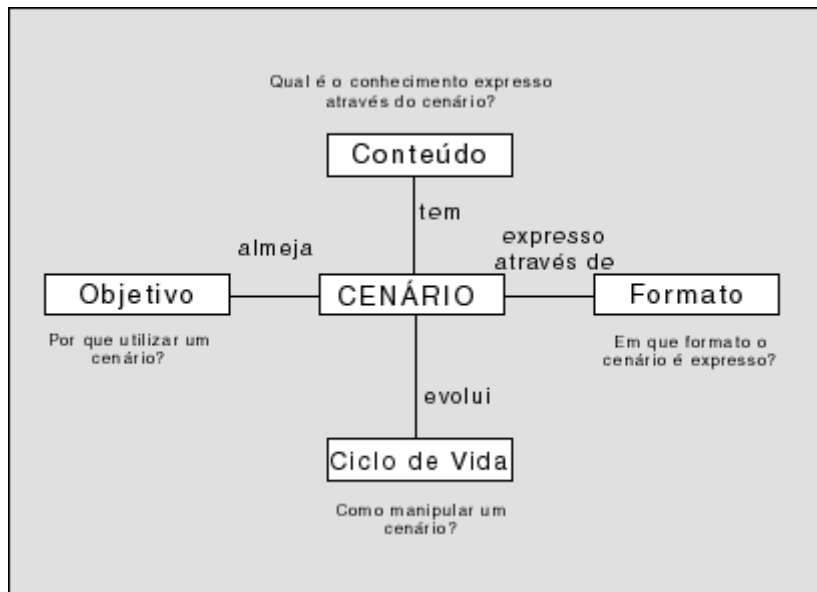 Qual é o conhecimento expresso
através do cenário?
Conteúdo
tem
almeja
expresso
através de
Objetivo
CENÁRIO
Formato
Por que utilizar um
cenário?
Em que formato o
cenário é expresso?
evolui
Ciclo de Vida
Como manipular um
cenário?